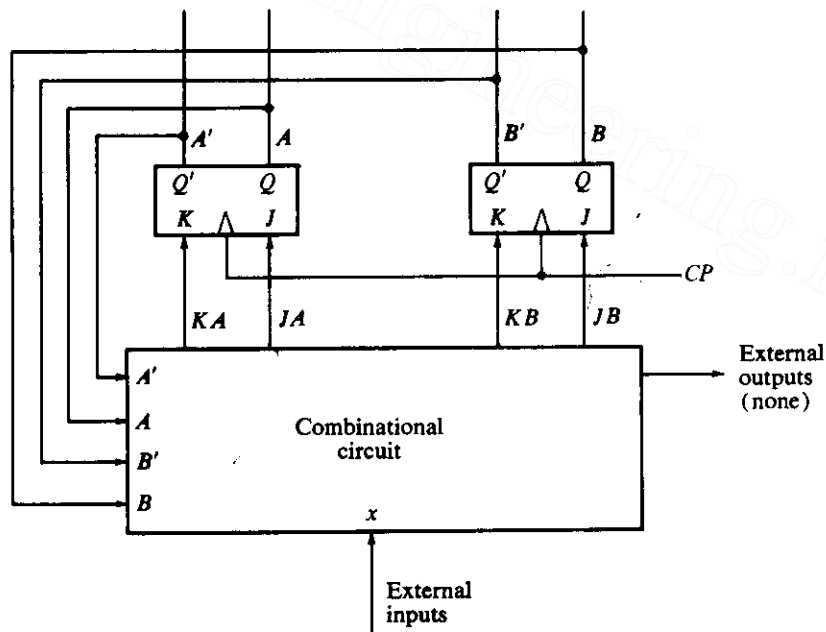 A' A B' B
Q' Q Q' Q
K J K J
CP
KA JA KB JB
External
outputs
(none)
A'
A
Combinational
circuit
B'
B
x
External
inputs